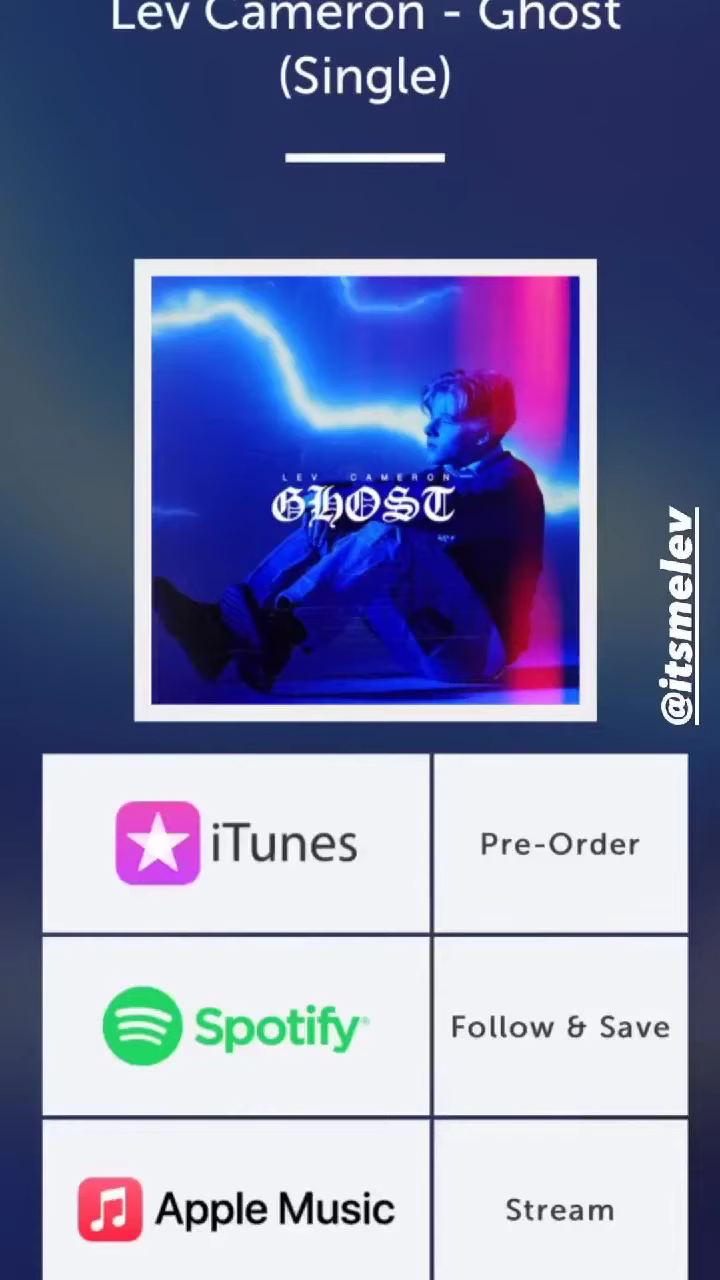 Lev Cameron - Ghost
(Single)
LEV CAMERON
GHOST
@itsmelev
iTunes
Pre-Order
Spotify®
Follow & Save
Apple Music
Stream